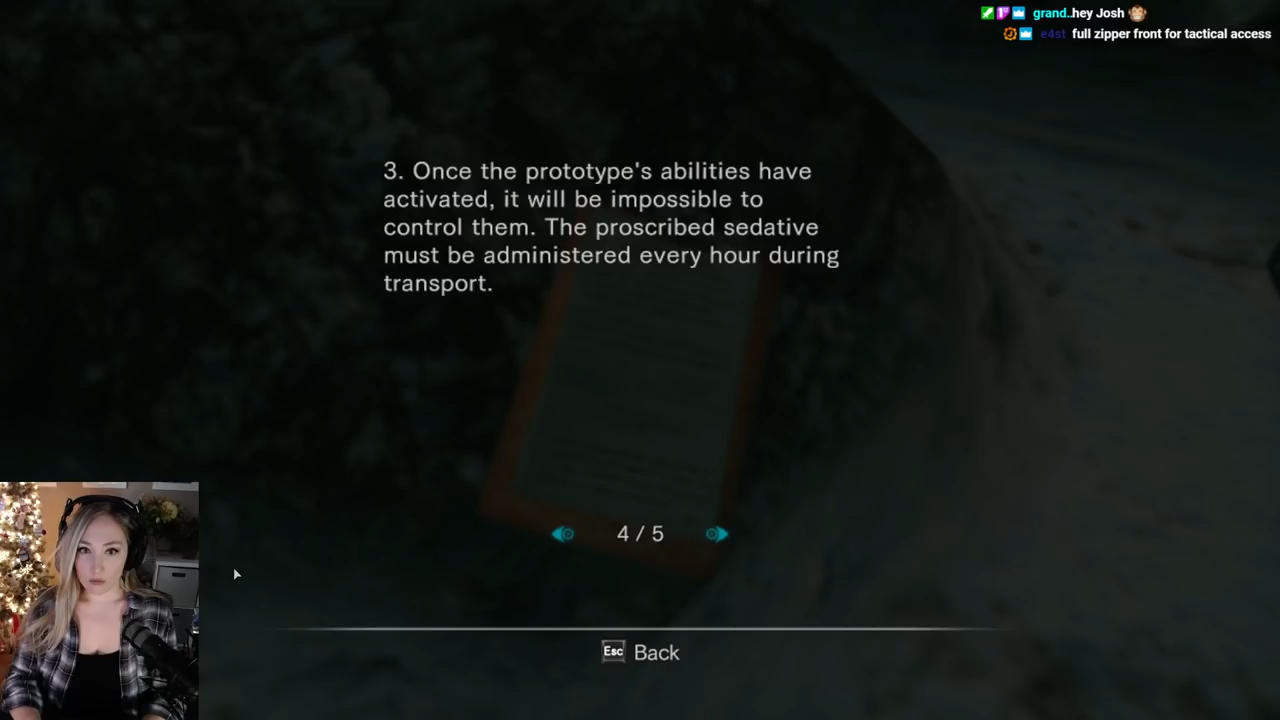 grand..hey Josh
e4st full zipper front for tactical access
3. Once the prototype's abilities have
activated, it will be impossible to
control them. The proscribed sedative
must be administered every hour during
transport.
4 / 5
Esc Back